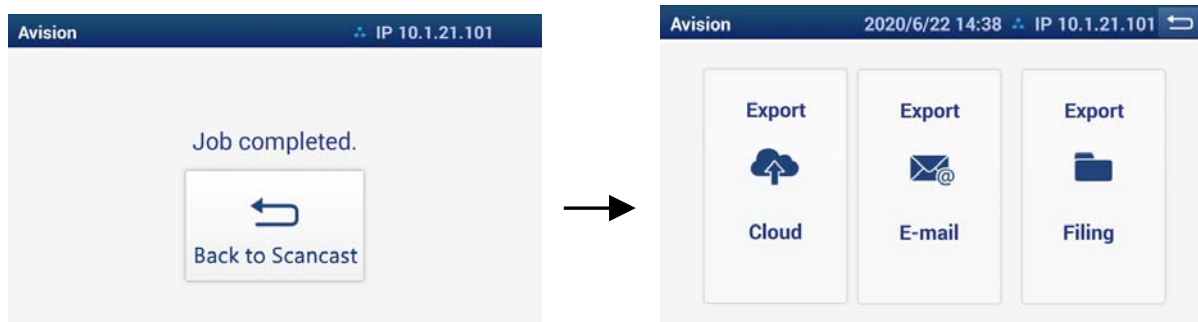 Avision IP 10.1.21.101
Job completed.
Back to Scancast
Avision 2020/6/22 14:38 IP 10.1.21.101
Export Export Export
@
Cloud E-mail Filing